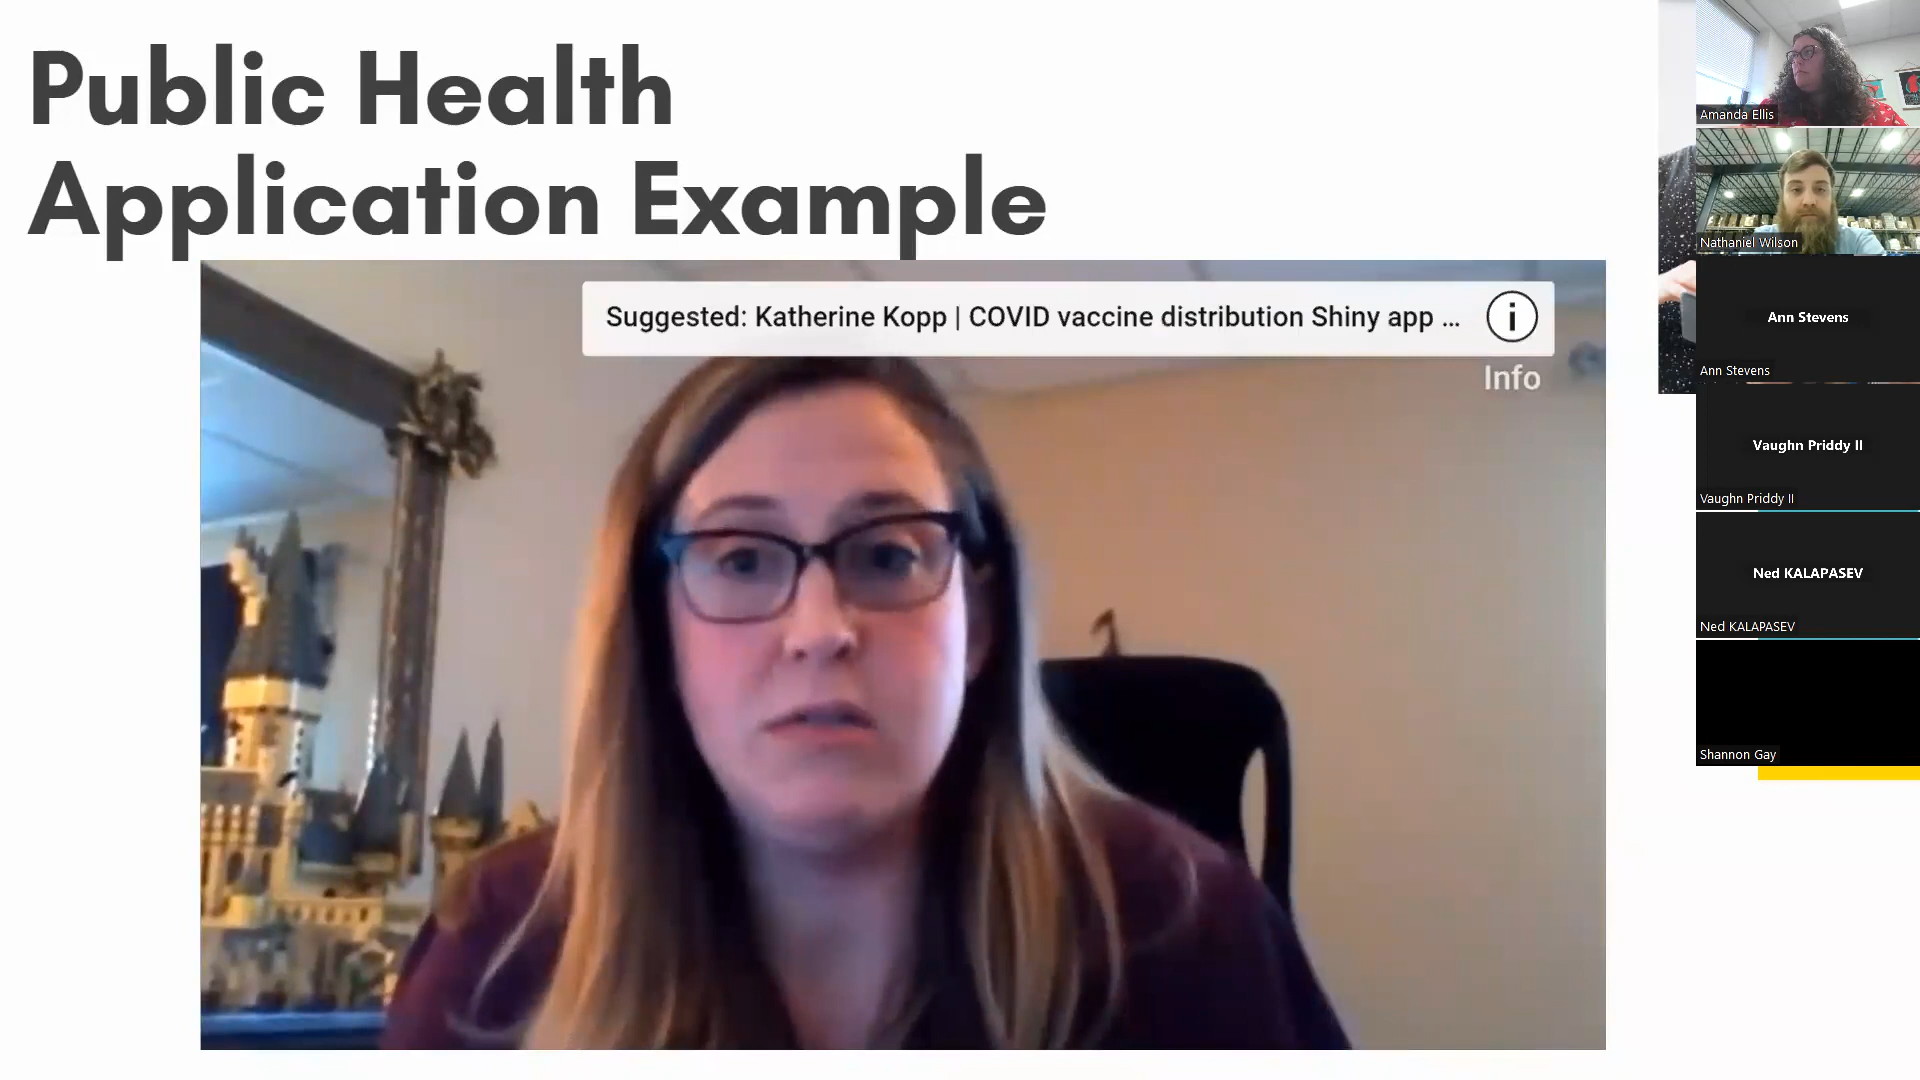 Public Health
Application Example
Suggested: Katherine Kopp | COVID vaccine distribution Shiny app ...
i
Info
Amanda Ellis
Nathaniel Wilson
Ann Stevens
Ann Stevens
Vaughn Priddy II
Vaughn Priddy II
Ned KALAPASEV
Ned KALAPASEV
Shannon Gay